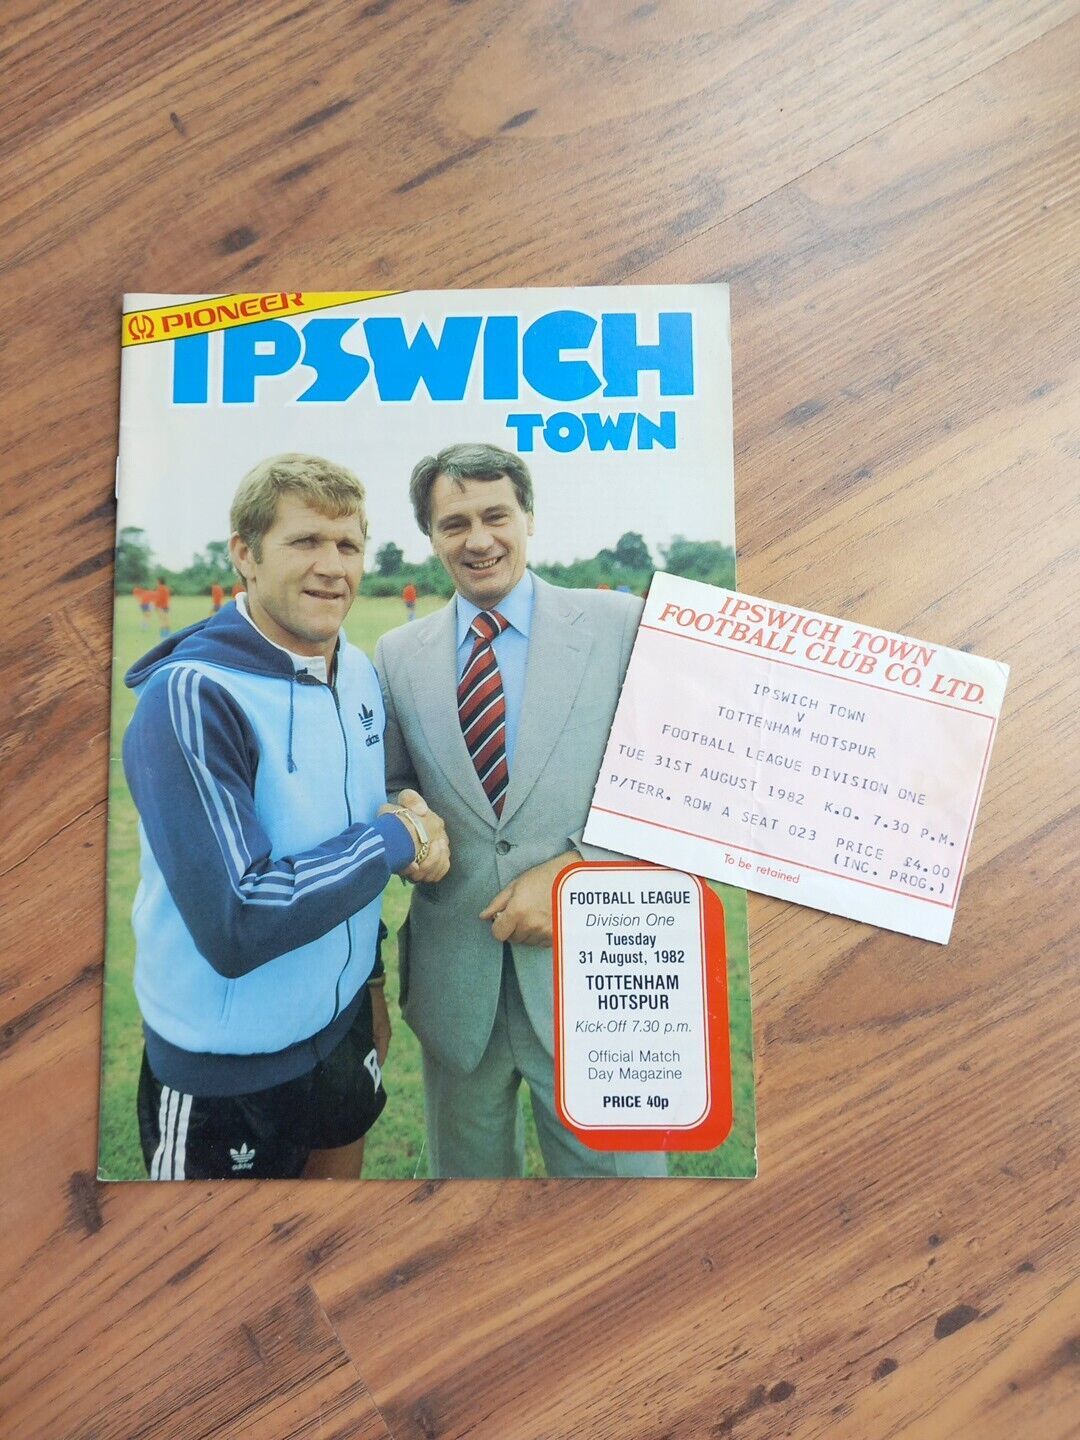 PIONEER
IPSWICH
TOWN
adidas
FOOTBALL LEAGUE
Division One
Tuesday
31 August, 1982
TOTTENHAM
HOTSPUR
Kick-Off 7.30 p.m.
Official Match
Day Magazine
PRICE 40p
adidas
IPSWICH TOWN
FOOTBALL CLUB CO. LTD.
IPSWICH TOWN
V
TOTTENHAM HOTSPUR
FOOTBALL LEAGUE DIVISION ONE
TUE 31ST AUGUST 1982 K.O. 7.30 P.M.
P/TERR. ROW A SEAT 023 PRICE £4.00
(INC. PROG.)
To be retained